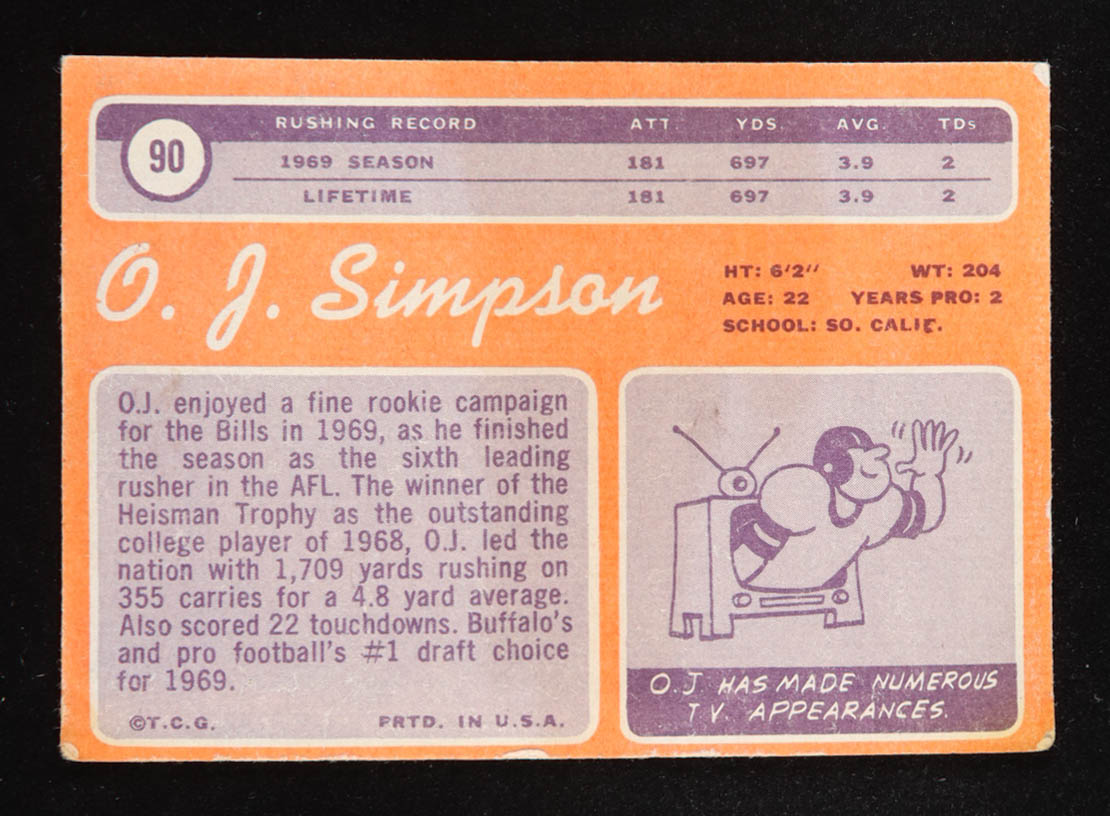 90
RUSHING RECORD ATT. YDS. AVG. TDs
1969 SEASON 181 697 3.9 2
LIFETIME 181 697 3.9 2
O. J. Simpson
HT: 6'2" WT: 204
AGE: 22 YEARS PRO: 2
SCHOOL: SO. CALIF.
O.J. enjoyed a fine rookie campaign
for the Bills in 1969, as he finished
the season as the sixth leading
rusher in the AFL. The winner of the
Heisman Trophy as the outstanding
college player of 1968, O.J. led the
nation with 1,709 yards rushing on
355 carries for a 4.8 yard average.
Also scored 22 touchdowns. Buffalo's
and pro football's #1 draft choice
for 1969.
©T.C.G. PRTD. IN U.S.A.
O.J HAS MADE NUMEROUS
TV. APPEARANCES.